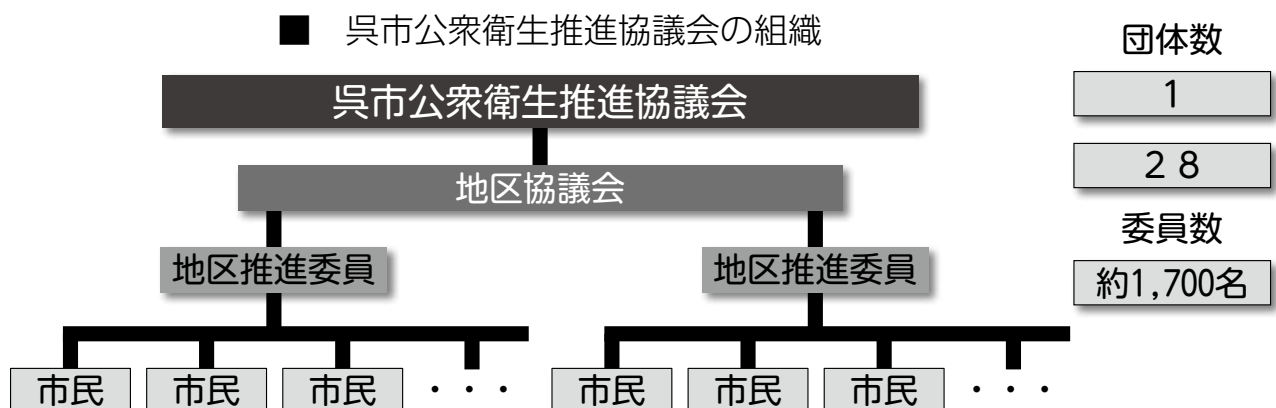 ■ 呉市公衆衛生推進協議会の組織
団体数
呉市公衆衛生推進協議会
1
地区協議会
28
委員数
地区推進委員 地区推進委員
約1,700名
市民 市民 市民 ・・・ 市民 市民 市民 ・・・